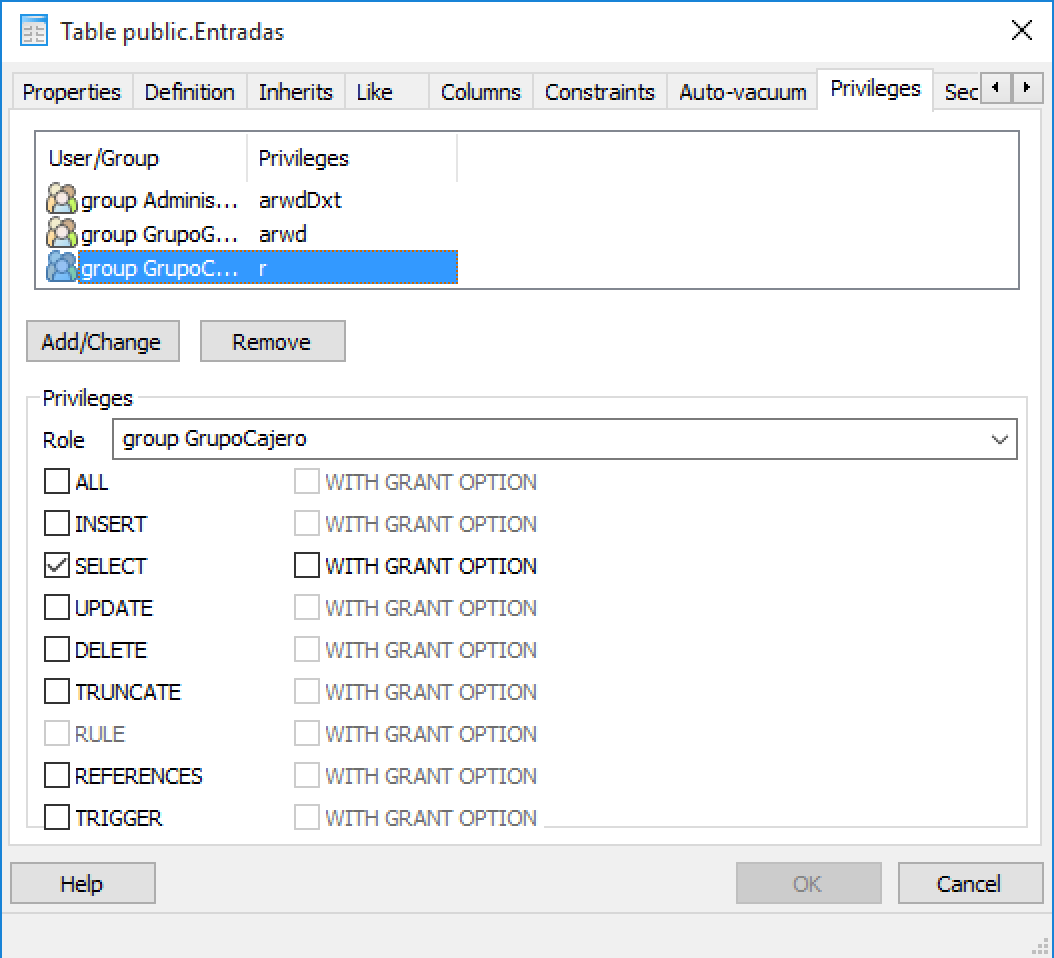 Table public.Entradas
Properties Definition Inherits Like Columns Constraints Auto-vacuum Privileges Sec
User/Group Privileges
group Adminis... arwdDxt
group GrupoG... arwd
group GrupoC... r
Add/Change Remove
Privileges
Role group GrupoCajero
ALL WITH GRANT OPTION
INSERT WITH GRANT OPTION
SELECT WITH GRANT OPTION
UPDATE WITH GRANT OPTION
DELETE WITH GRANT OPTION
TRUNCATE WITH GRANT OPTION
RULE WITH GRANT OPTION
REFERENCES WITH GRANT OPTION
TRIGGER WITH GRANT OPTION
Help OK Cancel